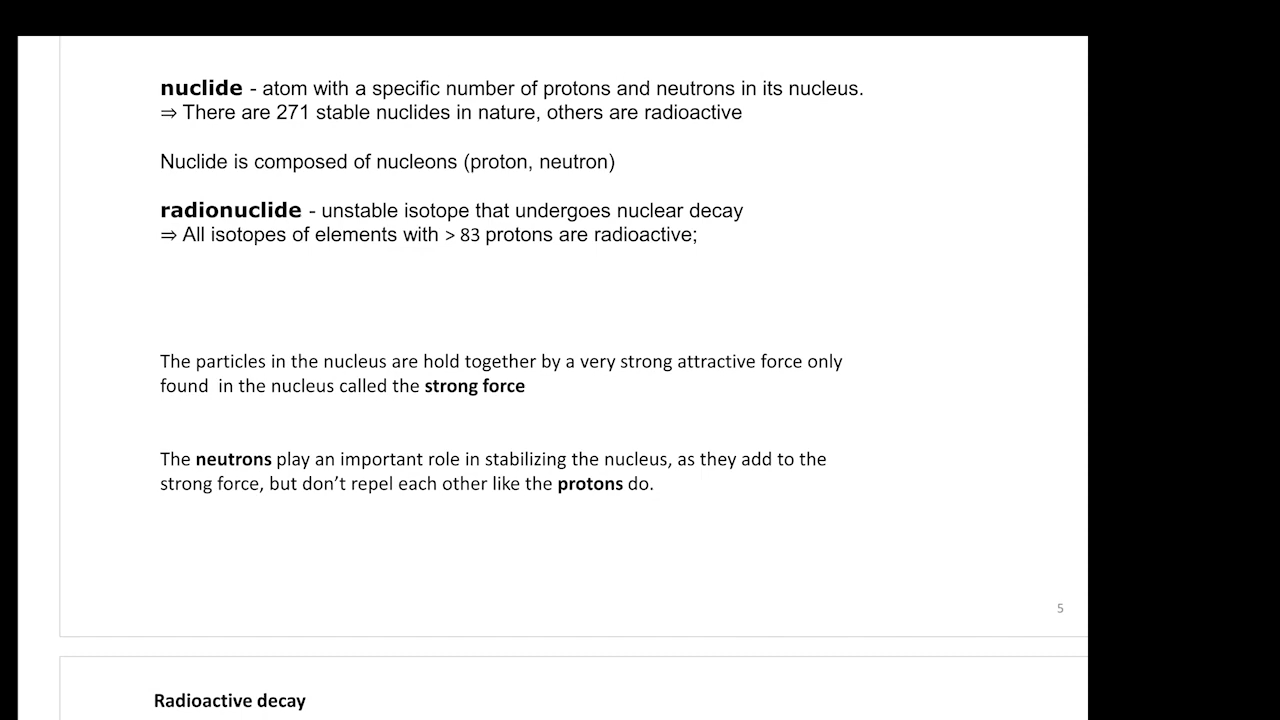 nuclide - atom with a specific number of protons and neutrons in its nucleus.
⇒ There are 271 stable nuclides in nature, others are radioactive
Nuclide is composed of nucleons (proton, neutron)
radionuclide - unstable isotope that undergoes nuclear decay
⇒ All isotopes of elements with > 83 protons are radioactive;
The particles in the nucleus are hold together by a very strong attractive force only
found  in the nucleus called the strong force
The neutrons play an important role in stabilizing the nucleus, as they add to the
strong force, but don’t repel each other like the protons do.
5
Radioactive decay